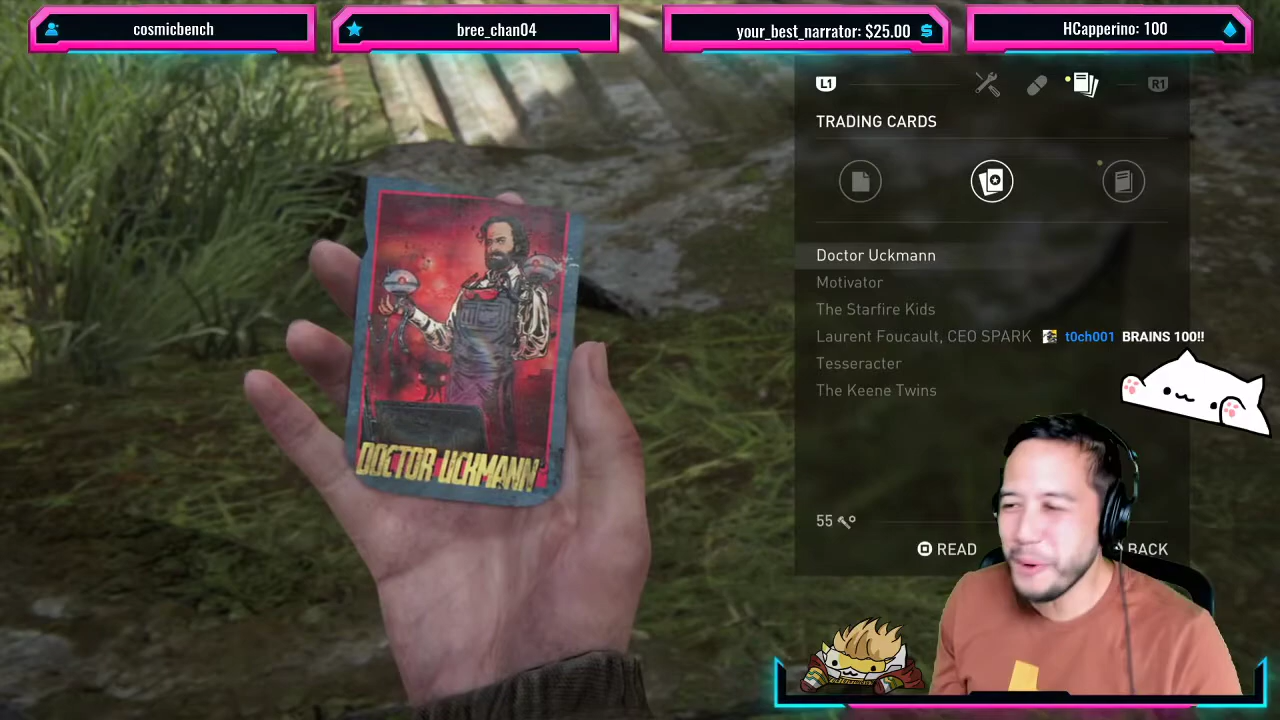 cosmicbench
bree_chan04
your_best_narrator: $25.00
HCapperino: 100
L1
R1
TRADING CARDS
Doctor Uckmann
Motivator
The Starfire Kids
Laurent Foucault, CEO SPARK
t0ch001 BRAINS 100!!
Tesseracter
The Keene Twins
DOCTOR UCKMANN
55
READ
BACK